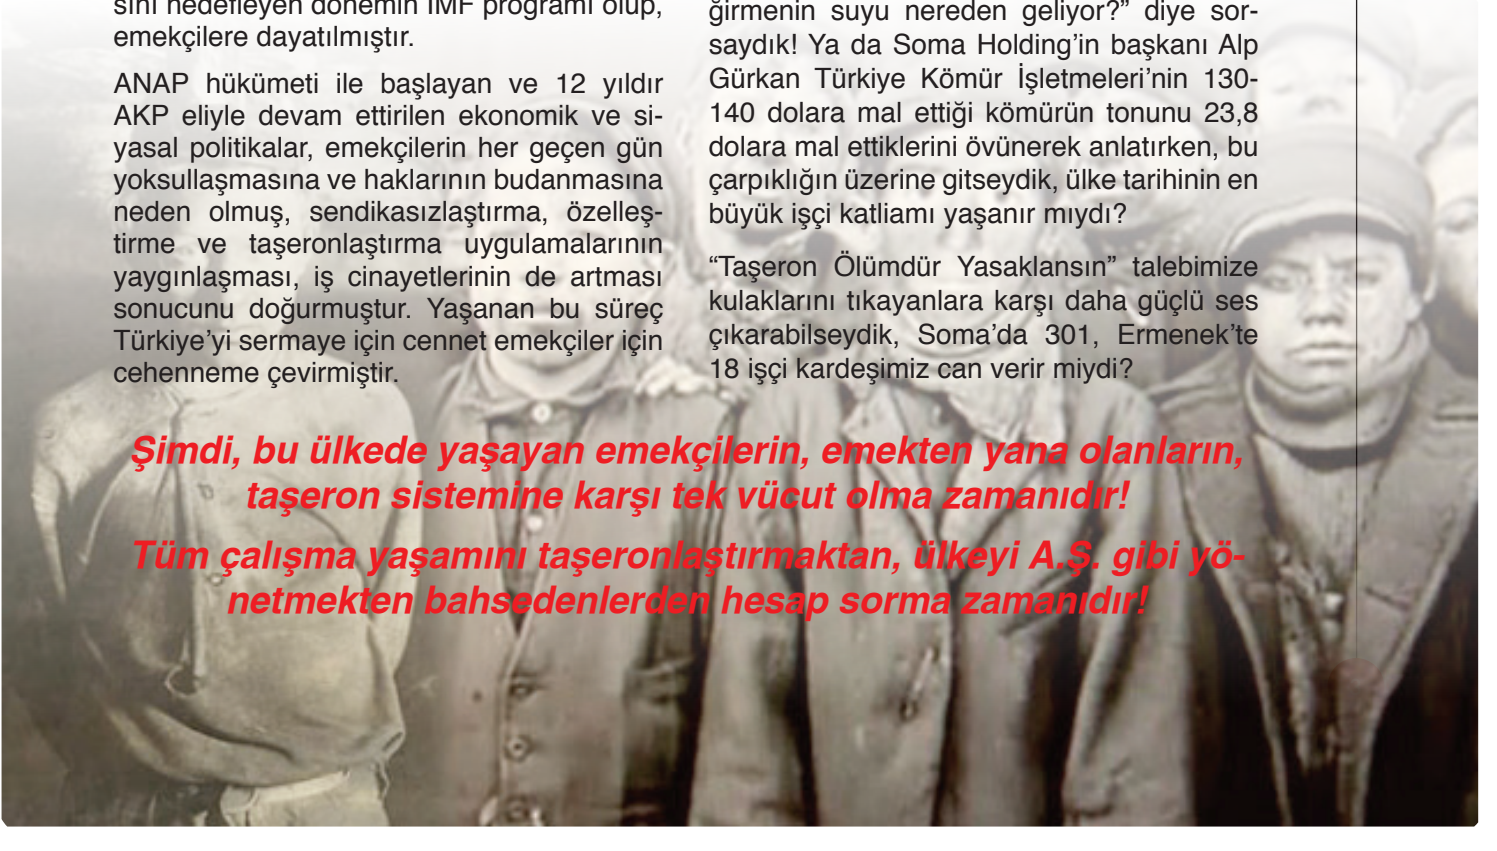 sını hedefleyen dönemin IMF programı olup,
emekçilere dayatılmıştır.
ANAP hükümeti ile başlayan ve 12 yıldır
AKP eliyle devam ettirilen ekonomik ve si-
yasal politikalar, emekçilerin her geçen gün
yoksullaşmasına ve haklarının budanmasına
neden olmuş, sendikasızlaştırma, özelleş-
tirme ve taşeronlaştırma uygulamalarının
yaygınlaşması, iş cinayetlerinin de artması
sonucunu doğurmuştur. Yaşanan bu süreç
Türkiye’yi sermaye için cennet emekçiler için
cehenneme çevirmiştir.
ğirmenin suyu nereden geliyor?” diye sor-
saydık! Ya da Soma Holding’in başkanı Alp
Gürkan Türkiye Kömür İşletmeleri’nin 130-
140 dolara mal ettiği kömürün tonunu 23,8
dolara mal ettiklerini övünerek anlatırken, bu
çarpıklığın üzerine gitseydik, ülke tarihinin en
büyük işçi katliamı yaşanır mıydı?
“Taşeron Ölümdür Yasaklansın” talebimize
kulaklarını tıkayanlara karşı daha güçlü ses
çıkarabilseydik, Soma’da 301, Ermenek’te
18 işçi kardeşimiz can verir miydi?
Şimdi, bu ülkede yaşayan emekçilerin, emekten yana olanların,
taşeron sistemine karşı tek vücut olma zamanıdır!
Tüm çalışma yaşamını taşeronlaştırmaktan, ülkeyi A.Ş. gibi yö-
netmekten bahsedenlerden hesap sorma zamanıdır!